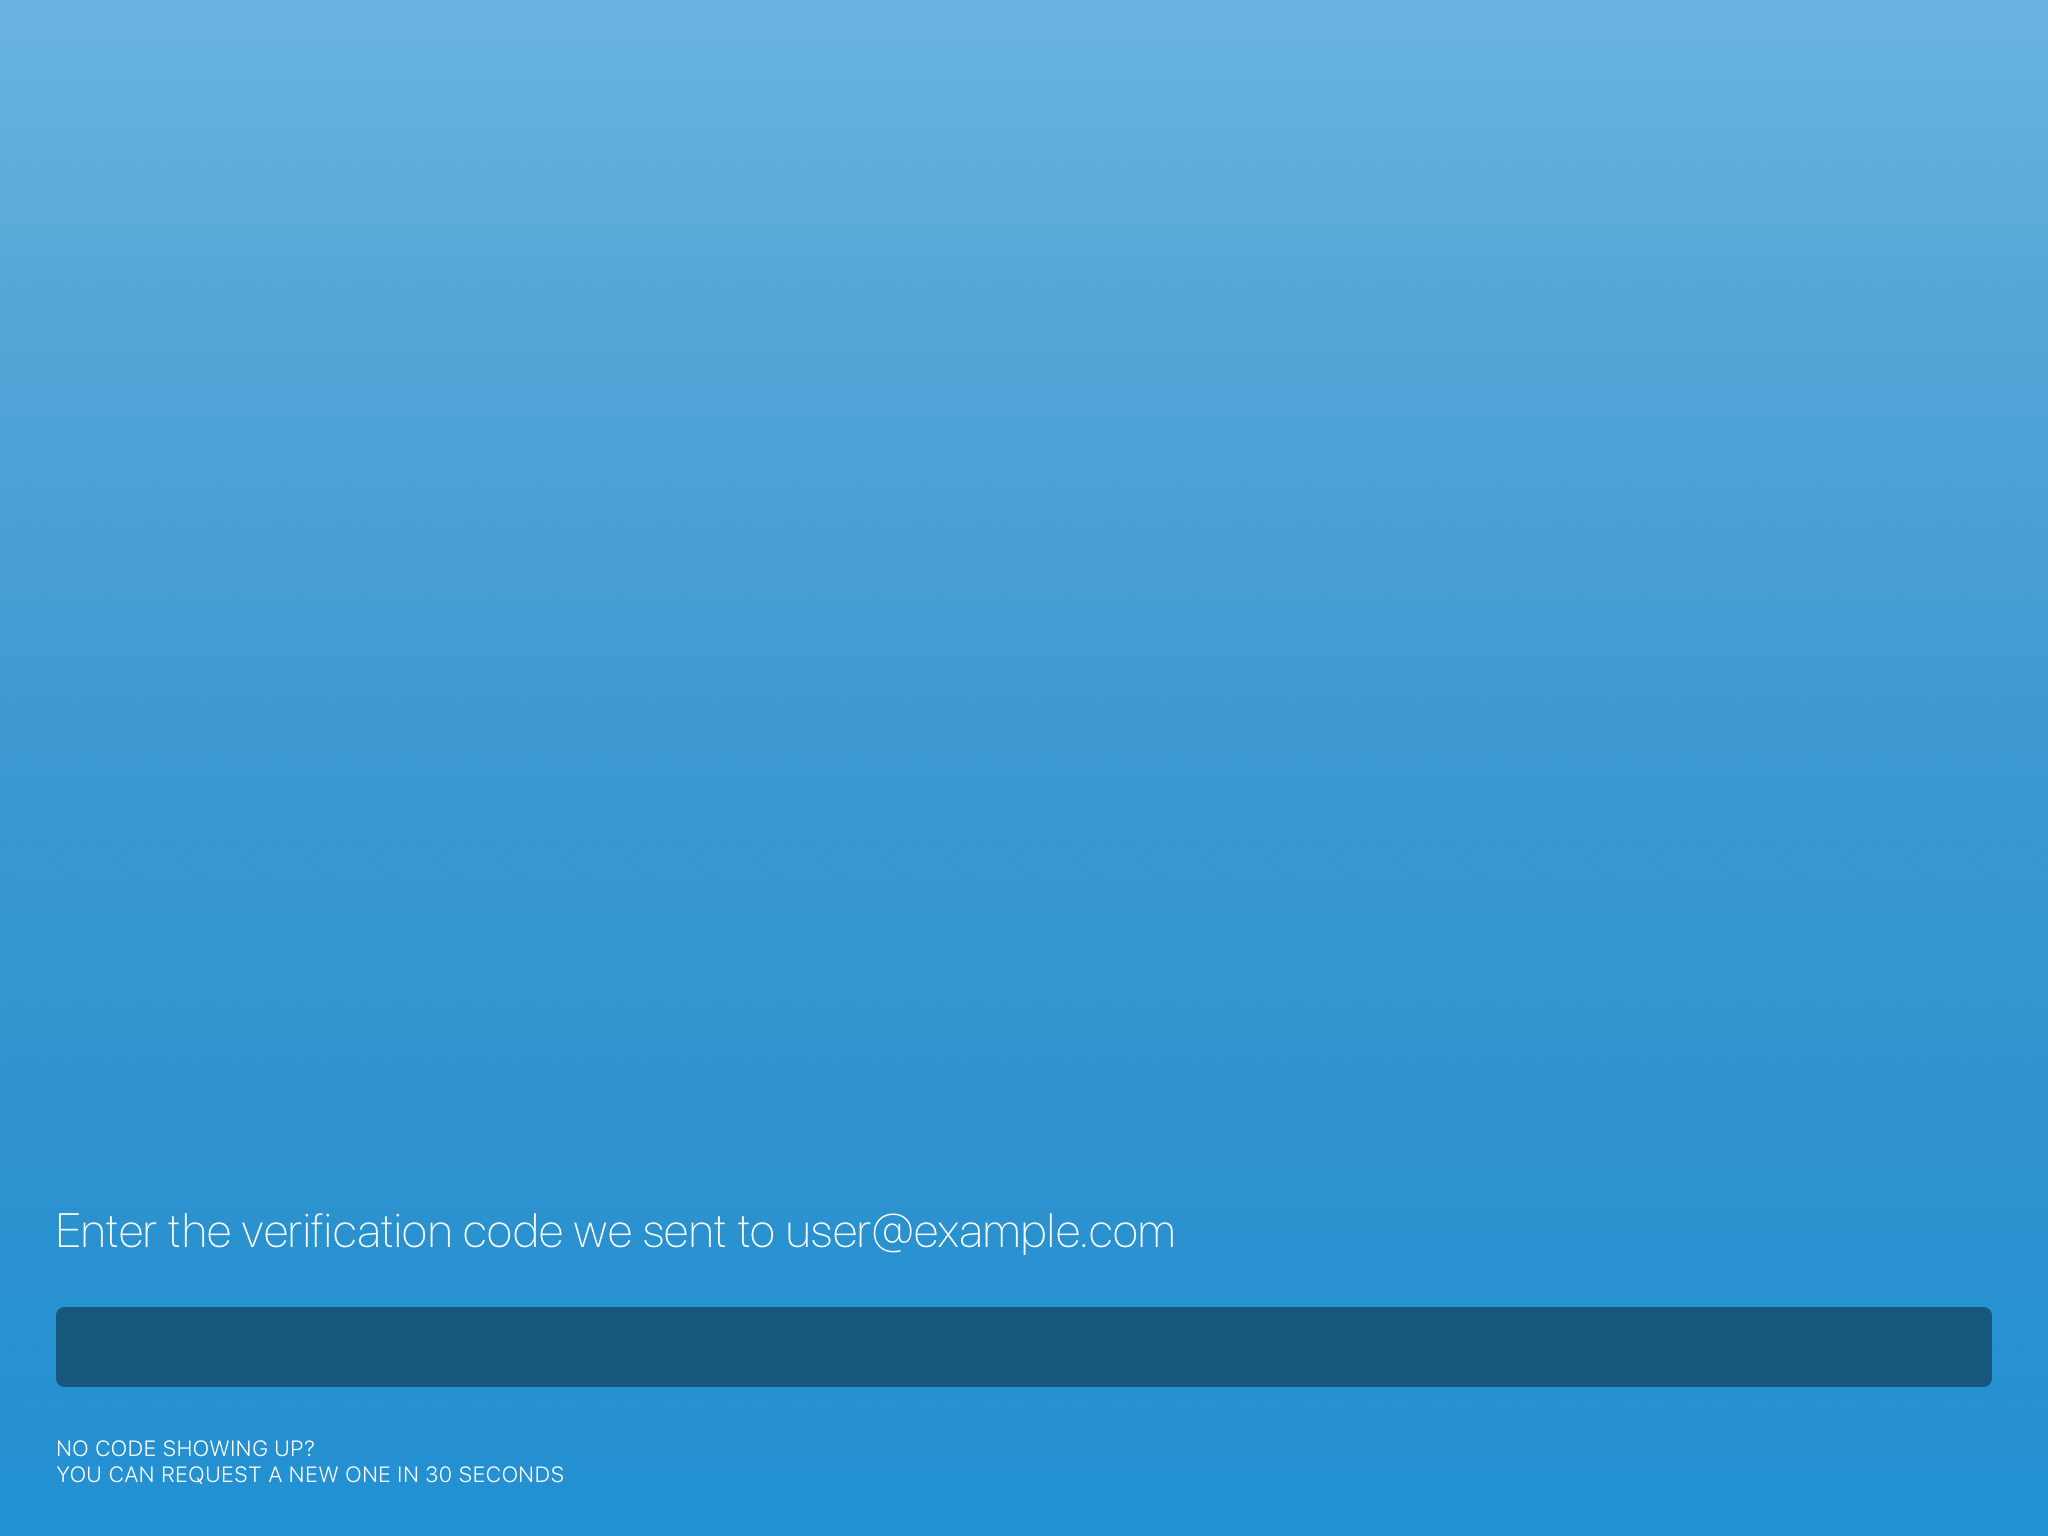 Enter the verification code we sent to user@example.com
NO CODE SHOWING UP?
YOU CAN REQUEST A NEW ONE IN 30 SECONDS